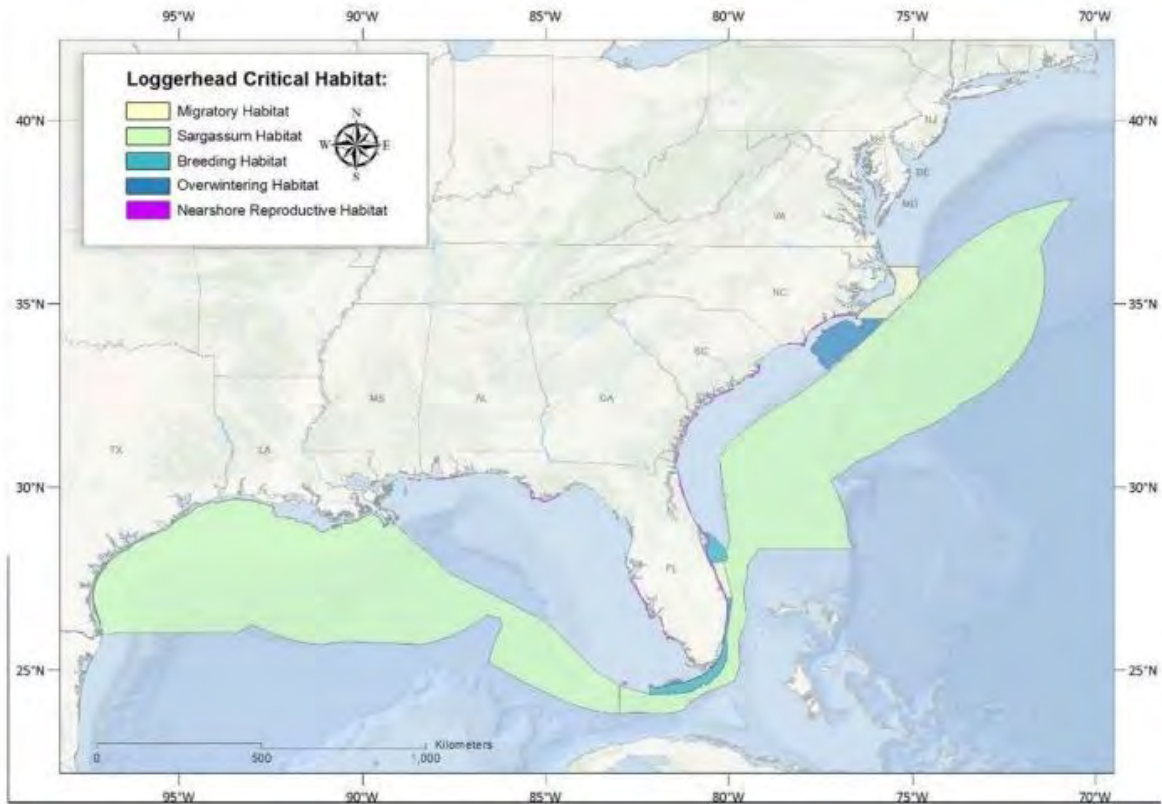 95°W 90°W 85°W 80°W 75°W 70°W
Loggerhead Critical Habitat:
Migratory Habitat
Sargassum Habitat
Breeding Habitat
Overwintering Habitat
Nearshore Reproductive Habitat
N
W E
S
40°N 40°N
NJ
DE
MD
VA
35°N 35°N
NC
SC
MS AL GA
TX LA
30°N 30°N
FL
25°N 25°N
Kilometers
0 500 1,000
95°W 90°W 85°W 80°W 75°W 70°W